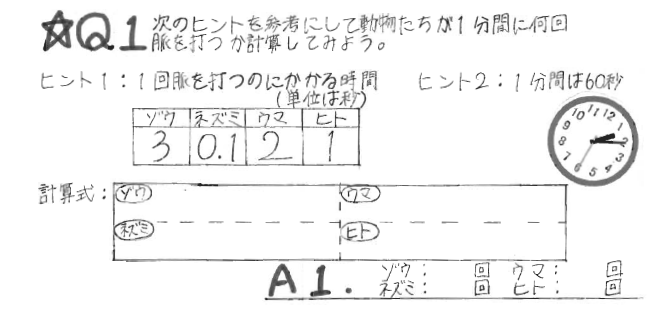 ☆Q1 次のヒントを参考にして動物たちが1分間に何回
脈を打つか計算してみよう。
ヒント1：1回脈を打つのにかかる時間 ヒント2：1分間は60秒
(単位は秒)
ゾウ ネズミ ウマ ヒト
3 0.1 2 1
12 1 2 3 4 5 6 7 8 9 10 11
計算式： ゾウ ウマ
ネズミ ヒト
A1. ゾウ： 回 ウマ： 回
ネズミ： 回 ヒト： 回